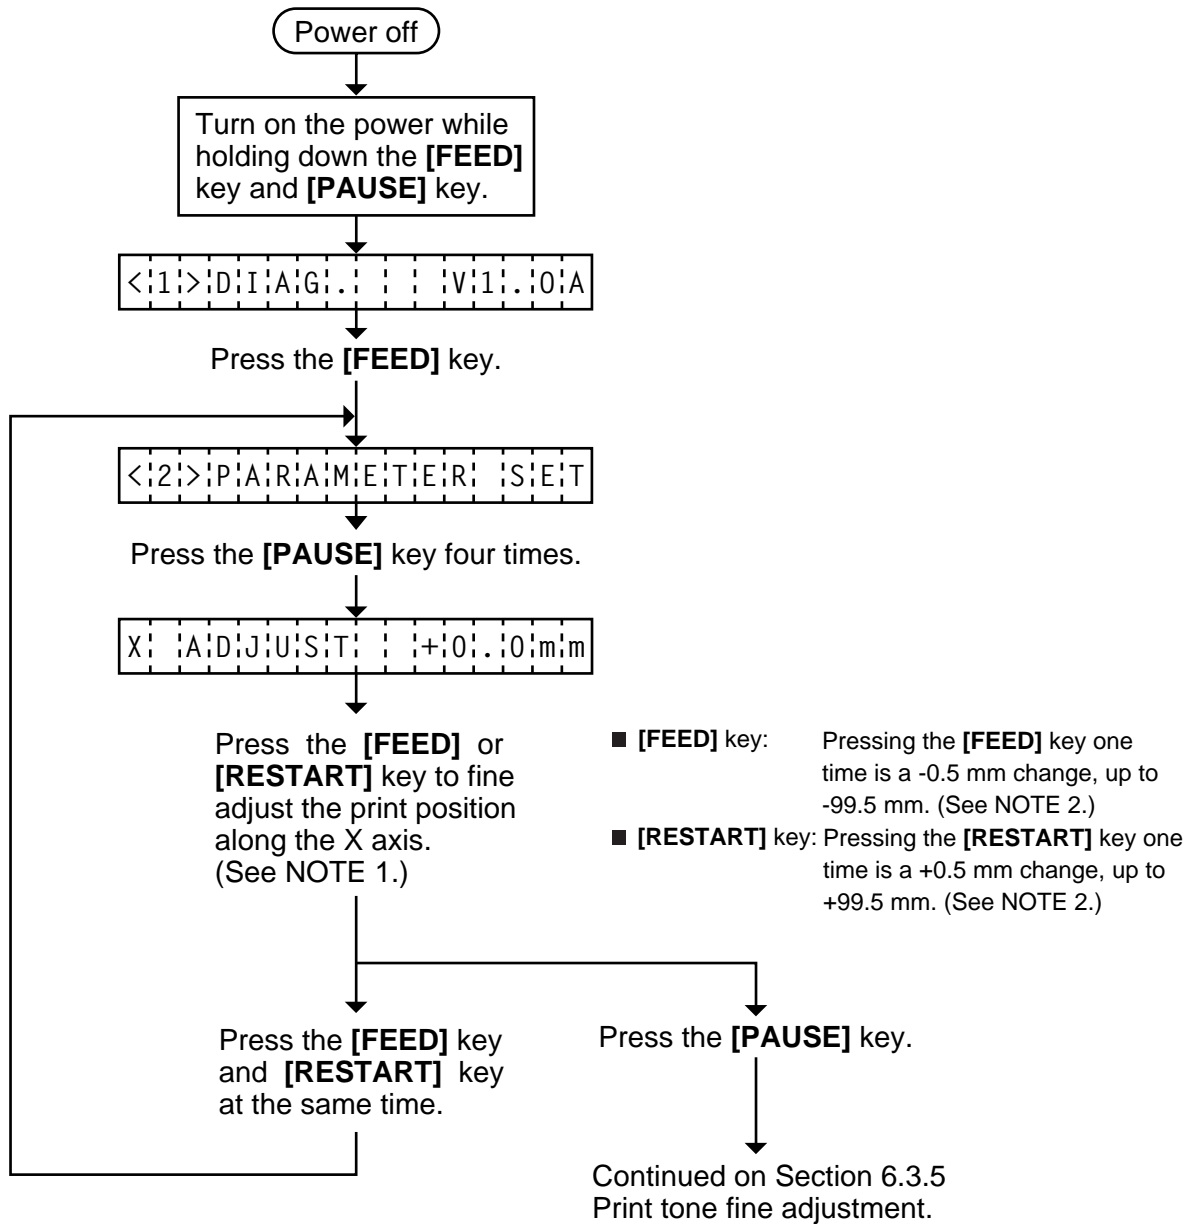 Power off
Turn on the power while
holding down the [FEED]
key and [PAUSE] key.
<1>DIAG.   V1.0A
Press the [FEED] key.
<2>PARAMETER SET
Press the [PAUSE] key four times.
X ADJUST  +0.0mm
Press the [FEED] or
[RESTART] key to fine
adjust the print position
along the X axis.
(See NOTE 1.)
■ [FEED] key: Pressing the [FEED] key one
time is a -0.5 mm change, up to
-99.5 mm. (See NOTE 2.)
■ [RESTART] key: Pressing the [RESTART] key one
time is a +0.5 mm change, up to
+99.5 mm. (See NOTE 2.)
Press the [FEED] key
and [RESTART] key
at the same time.
Press the [PAUSE] key.
Continued on Section 6.3.5
Print tone fine adjustment.